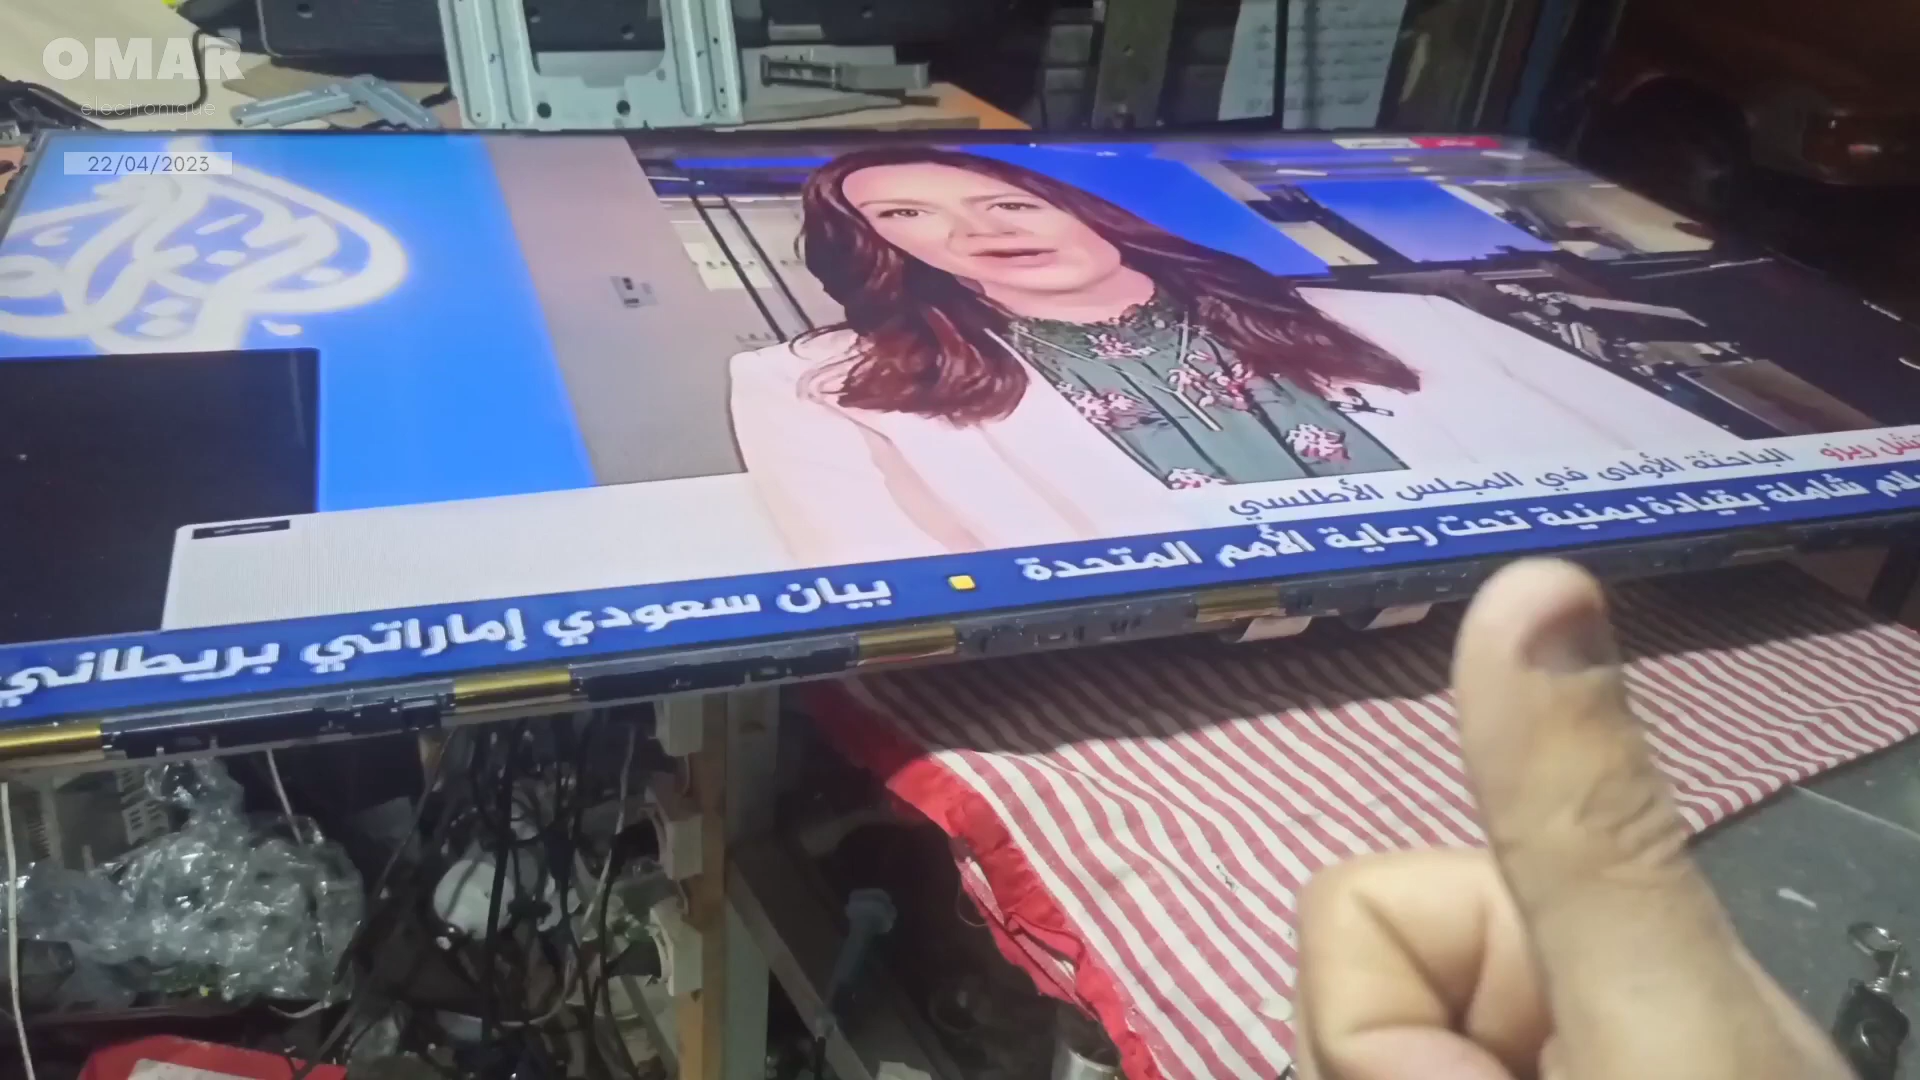 OMAR
electronique
22/04/2023
الباحثة الأولى في المجلس الأطلسي
شاملة بقيادة يمنية تحت رعاية الأمم المتحدة
بيان سعودي إماراتي بريطاني